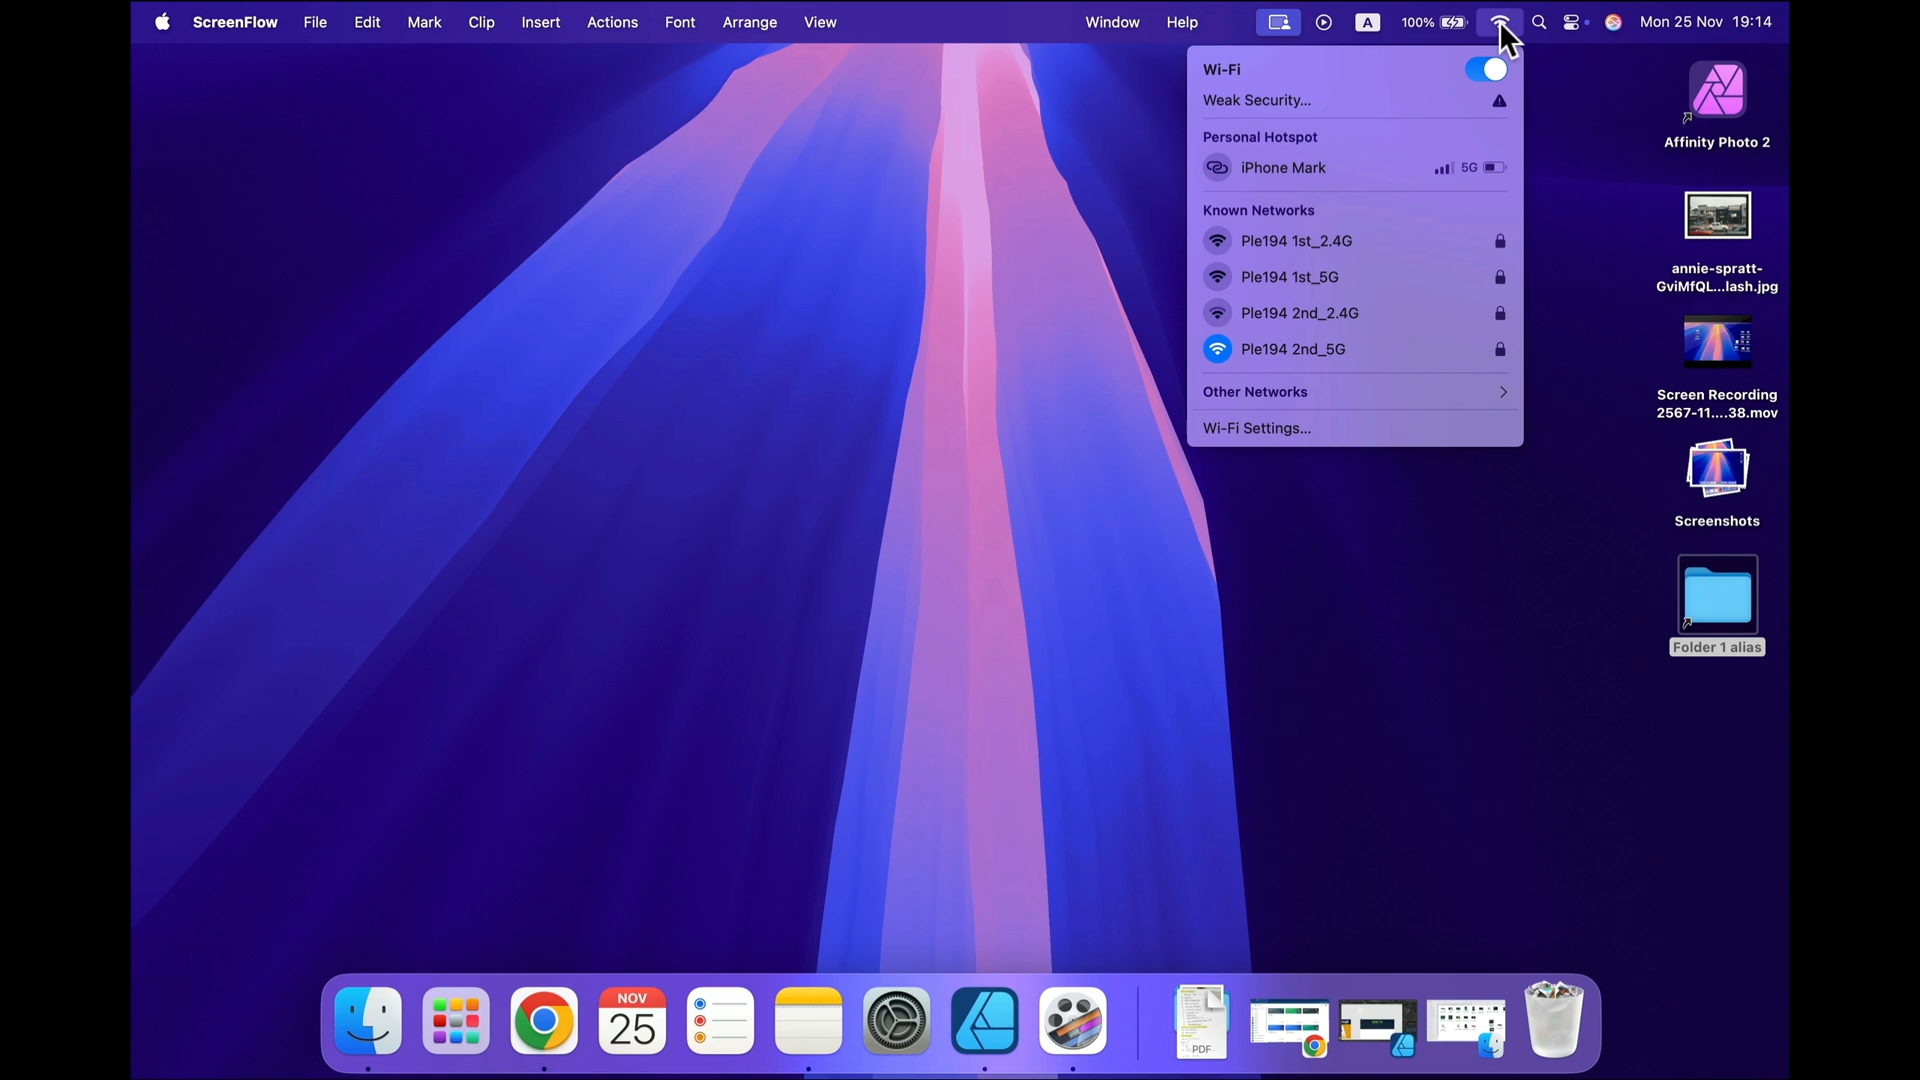 ScreenFlow File Edit Mark Clip Insert Actions Font Arrange View Window Help A 100% Mon 25 Nov 19:14
Wi-Fi
Weak Security...
Personal Hotspot
iPhone Mark 5G
Known Networks
Ple194 1st_2.4G
Ple194 1st_5G
Ple194 2nd_2.4G
Ple194 2nd_5G
Other Networks
Wi-Fi Settings...
Affinity Photo 2
annie-spratt-
GviMfQL...lash.jpg
Screen Recording
2567-11....38.mov
Screenshots
Folder 1 alias
NOV
25
PDF